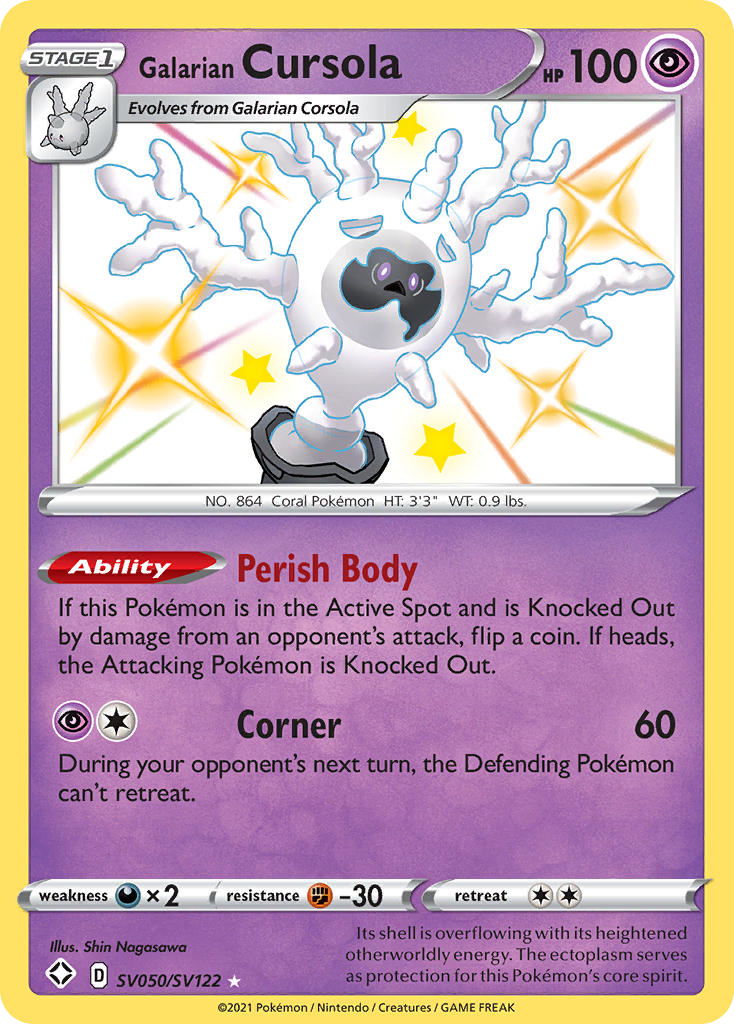 STAGE 1
Galarian Cursola HP 100
Evolves from Galarian Corsola
NO. 864 Coral Pokémon HT: 3'3" WT: 0.9 lbs.
Ability Perish Body
If this Pokémon is in the Active Spot and is Knocked Out
by damage from an opponent's attack, flip a coin. If heads,
the Attacking Pokémon is Knocked Out.
Corner 60
During your opponent's next turn, the Defending Pokémon
can't retreat.
weakness ×2 resistance -30 retreat
Illus. Shin Nagasawa
D SV050/SV122
Its shell is overflowing with its heightened
otherworldly energy. The ectoplasm serves
as protection for this Pokémon's core spirit.
©2021 Pokémon / Nintendo / Creatures / GAME FREAK